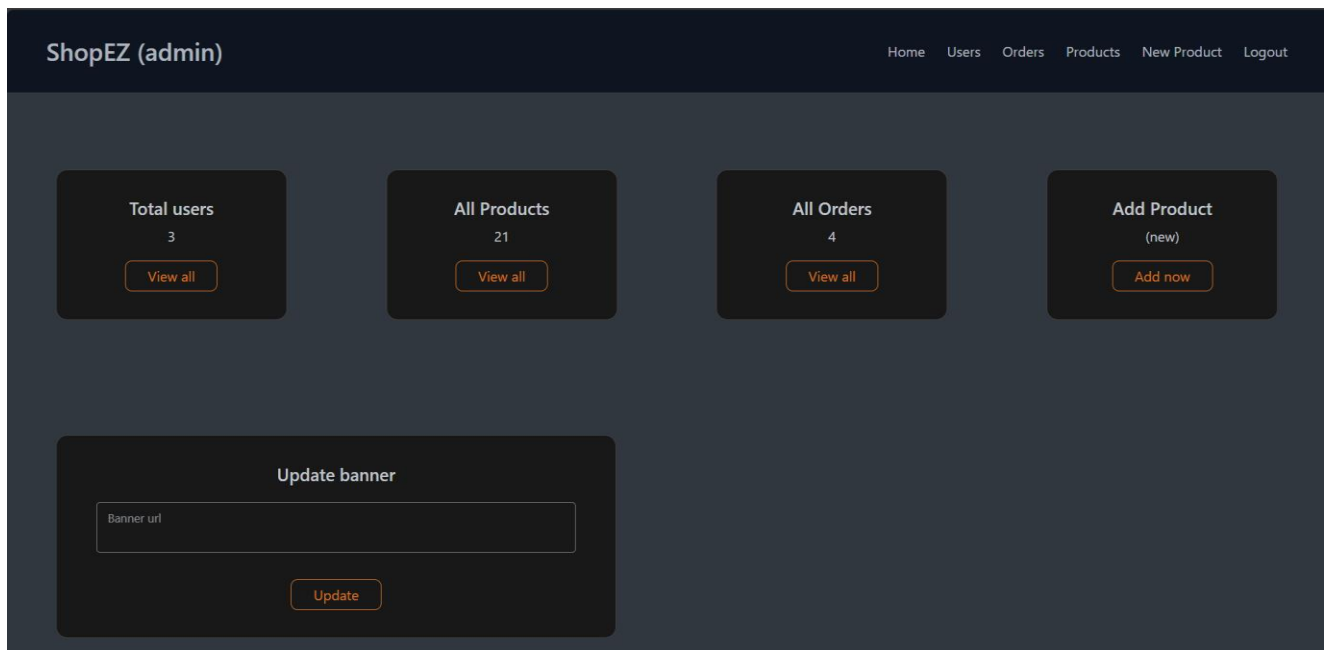 ShopEZ (admin)
Home Users Orders Products New Product Logout
Total users
3
View all
All Products
21
View all
All Orders
4
View all
Add Product
(new)
Add now
Update banner
Banner url
Update